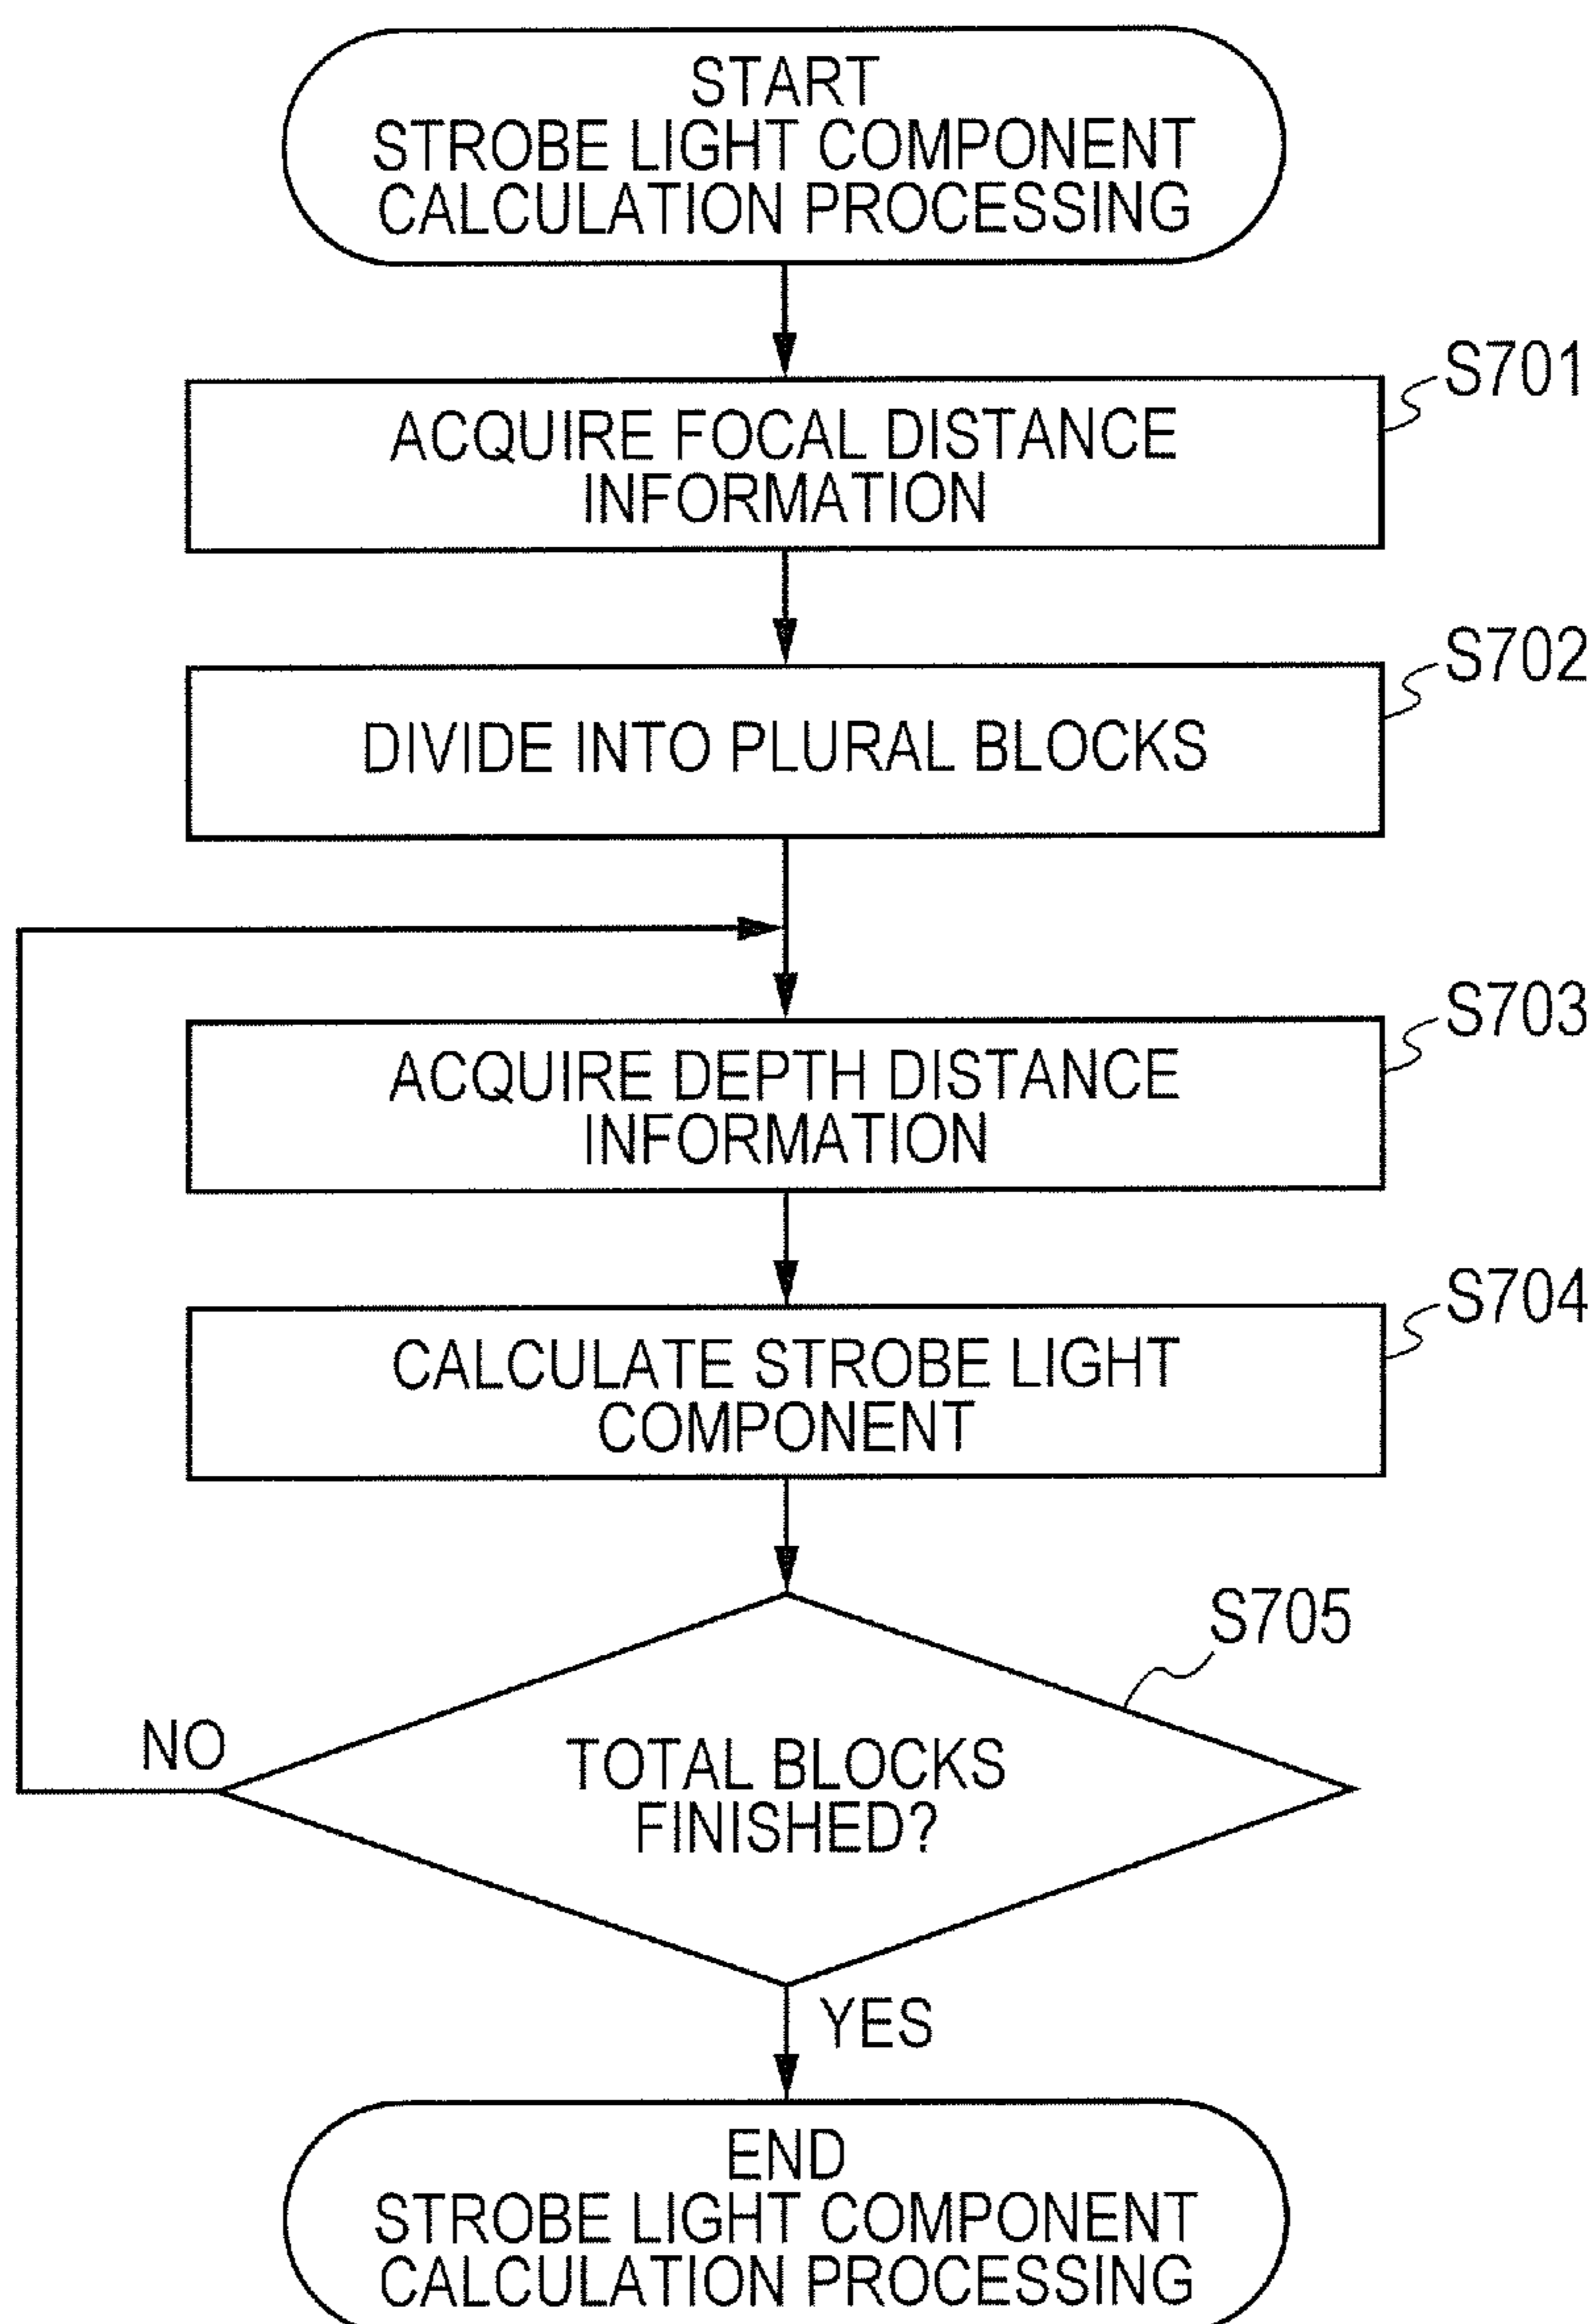 START
STROBE LIGHT COMPONENT
CALCULATION PROCESSING
S701
ACQUIRE FOCAL DISTANCE
INFORMATION
S702
DIVIDE INTO PLURAL BLOCKS
S703
ACQUIRE DEPTH DISTANCE
INFORMATION
S704
CALCULATE STROBE LIGHT
COMPONENT
S705
NO
TOTAL BLOCKS
FINISHED?
YES
END
STROBE LIGHT COMPONENT
CALCULATION PROCESSING